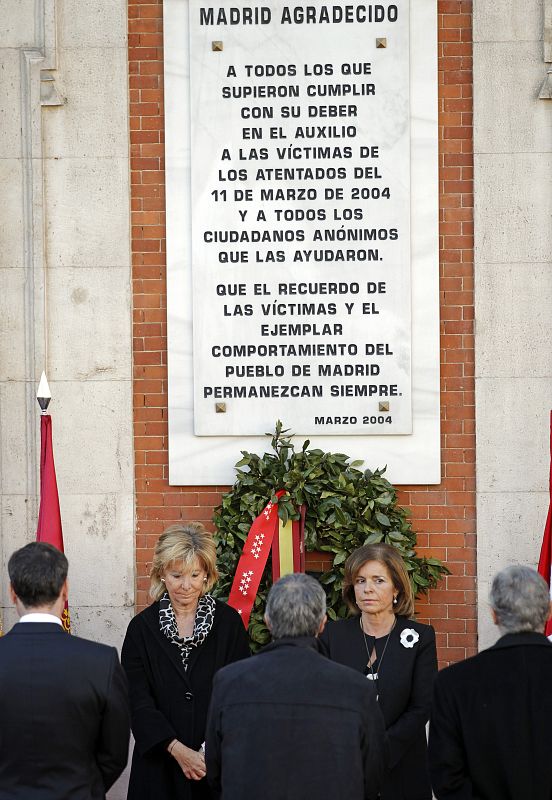 MADRID AGRADECIDO
A TODOS LOS QUE
SUPIERON CUMPLIR
CON SU DEBER
EN EL AUXILIO
A LAS VÍCTIMAS DE
LOS ATENTADOS DEL
11 DE MARZO DE 2004
Y A TODOS LOS
CIUDADANOS ANÓNIMOS
QUE LAS AYUDARON.
QUE EL RECUERDO DE
LAS VÍCTIMAS Y EL
EJEMPLAR
COMPORTAMIENTO DEL
PUEBLO DE MADRID
PERMANEZCAN SIEMPRE.
MARZO 2004